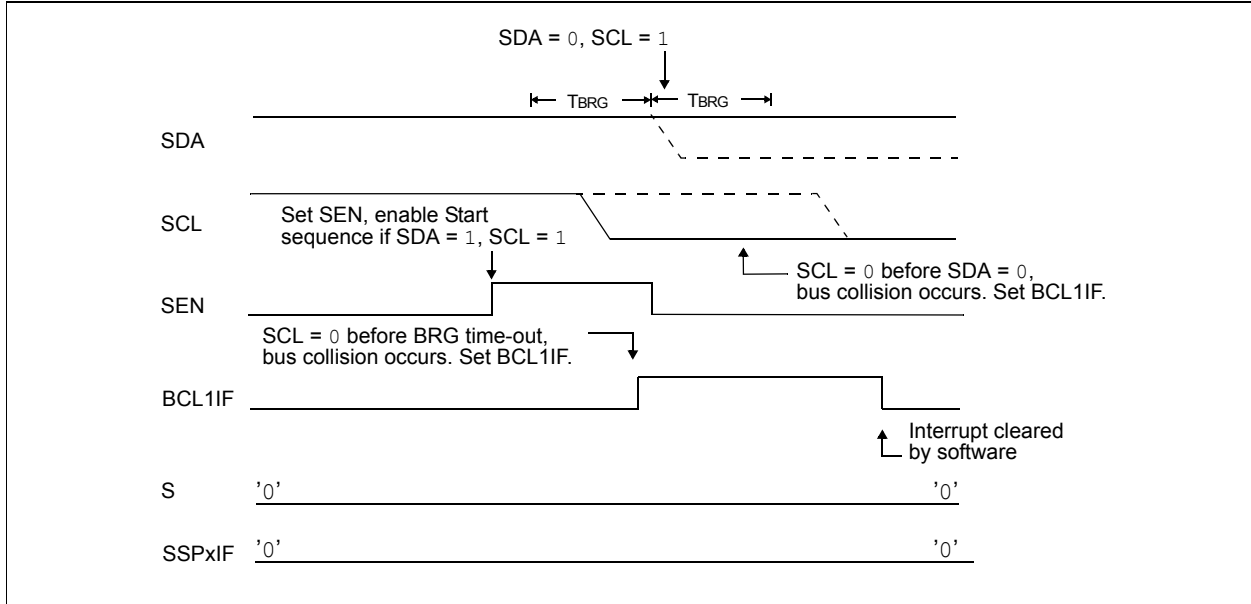 SDA = 0, SCL = 1
TBRG TBRG
SDA
SCL
Set SEN, enable Start
sequence if SDA = 1, SCL = 1
SCL = 0 before SDA = 0,
bus collision occurs. Set BCL1IF.
SEN
SCL = 0 before BRG time-out,
bus collision occurs. Set BCL1IF.
BCL1IF
Interrupt cleared
by software
S '0' '0'
SSPxIF '0' '0'